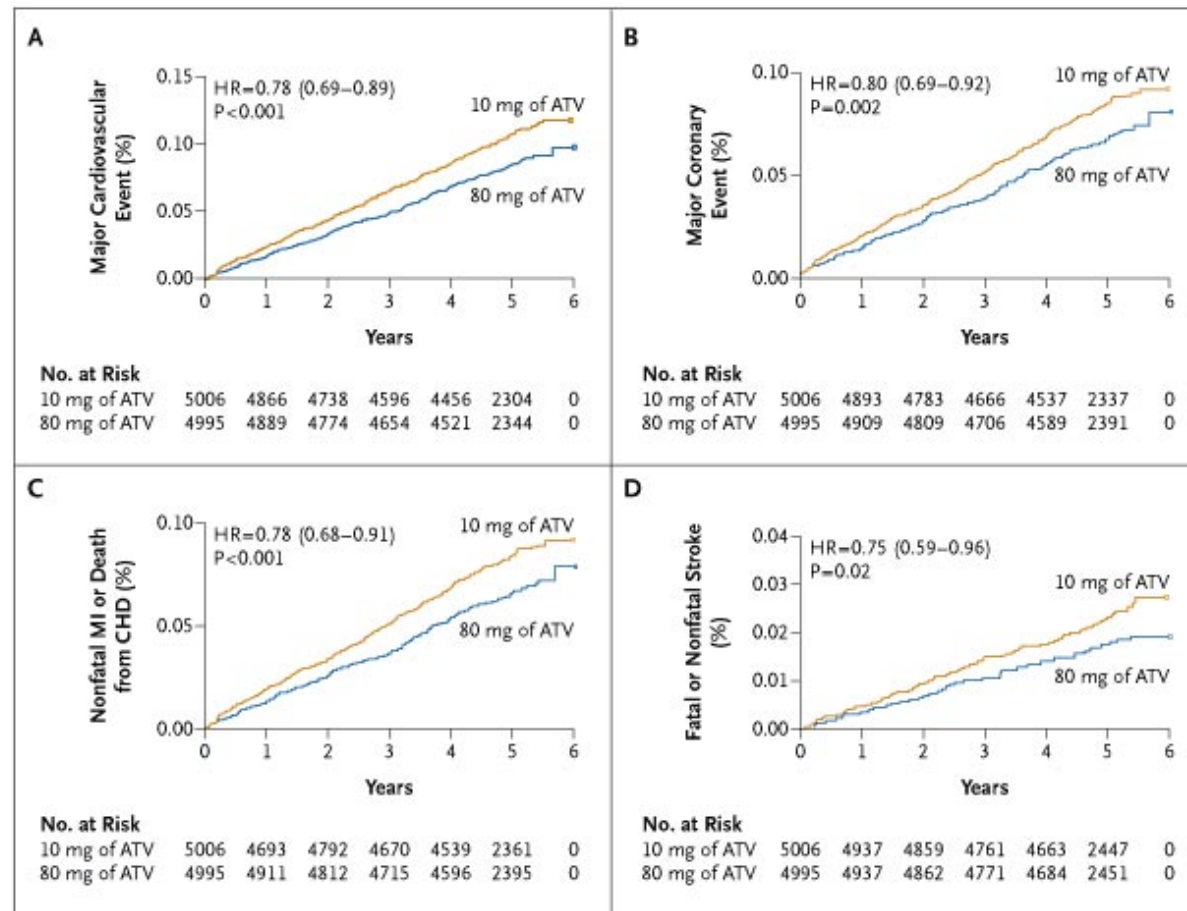 A
Major Cardiovascular
Event (%)
0.15
0.10
0.05
0.00
HR=0.78 (0.69–0.89)
P<0.001
10 mg of ATV
80 mg of ATV
0 1 2 3 4 5 6
Years
No. at Risk
10 mg of ATV 5006 4866 4738 4596 4456 2304 0
80 mg of ATV 4995 4889 4774 4654 4521 2344 0
B
Major Coronary
Event (%)
0.10
0.05
0.00
HR=0.80 (0.69–0.92)
P=0.002
10 mg of ATV
80 mg of ATV
0 1 2 3 4 5 6
Years
No. at Risk
10 mg of ATV 5006 4893 4783 4666 4537 2337 0
80 mg of ATV 4995 4909 4809 4706 4589 2391 0
C
Nonfatal MI or Death
from CHD (%)
0.10
0.05
0.00
HR=0.78 (0.68–0.91)
P<0.001
10 mg of ATV
80 mg of ATV
0 1 2 3 4 5 6
Years
No. at Risk
10 mg of ATV 5006 4693 4792 4670 4539 2361 0
80 mg of ATV 4995 4911 4812 4715 4596 2395 0
D
Fatal or Nonfatal Stroke
(%)
0.04
0.03
0.02
0.01
0.00
HR=0.75 (0.59–0.96)
P=0.02
10 mg of ATV
80 mg of ATV
0 1 2 3 4 5 6
Years
No. at Risk
10 mg of ATV 5006 4937 4859 4761 4663 2447 0
80 mg of ATV 4995 4937 4862 4771 4684 2451 0